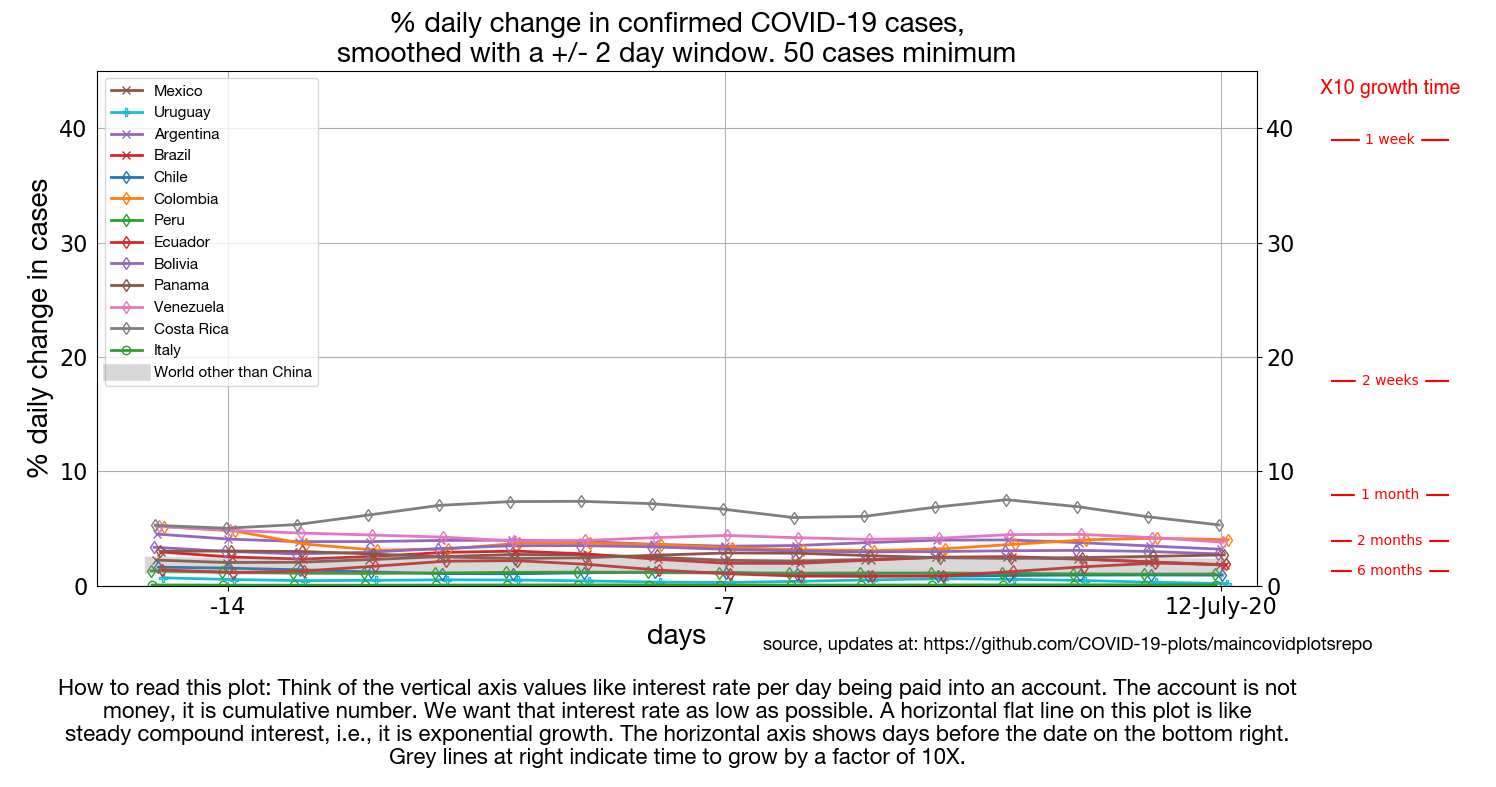 % daily change in confirmed COVID-19 cases,
smoothed with a +/- 2 day window. 50 cases minimum
X10 growth time
Mexico
Uruguay
Argentina
Brazil
Chile
Colombia
Peru
Ecuador
Bolivia
Panama
Venezuela
Costa Rica
Italy
World other than China
% daily change in cases
40
30
20
10
0
40
30
20
10
0
1 week
2 weeks
1 month
2 months
6 months
-14
-7
12-July-20
days
source, updates at: https://github.com/COVID-19-plots/maincovidplotsrepo
How to read this plot: Think of the vertical axis values like interest rate per day being paid into an account. The account is not
money, it is cumulative number. We want that interest rate as low as possible. A horizontal flat line on this plot is like
steady compound interest, i.e., it is exponential growth. The horizontal axis shows days before the date on the bottom right.
Grey lines at right indicate time to grow by a factor of 10X.